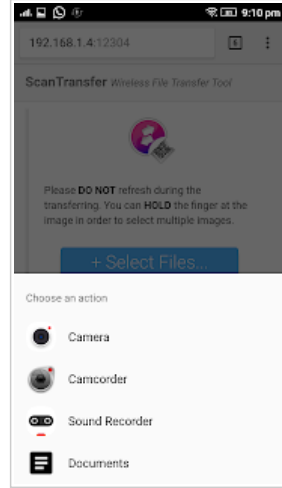 9:10 pm
192.168.1.4:12304
ScanTransfer Wireless File Transfer Tool
Please DO NOT refresh during the
transferring. You can HOLD the finger at the
image in order to select multiple images.
+ Select Files...
Choose an action
Camera
Camcorder
Sound Recorder
Documents